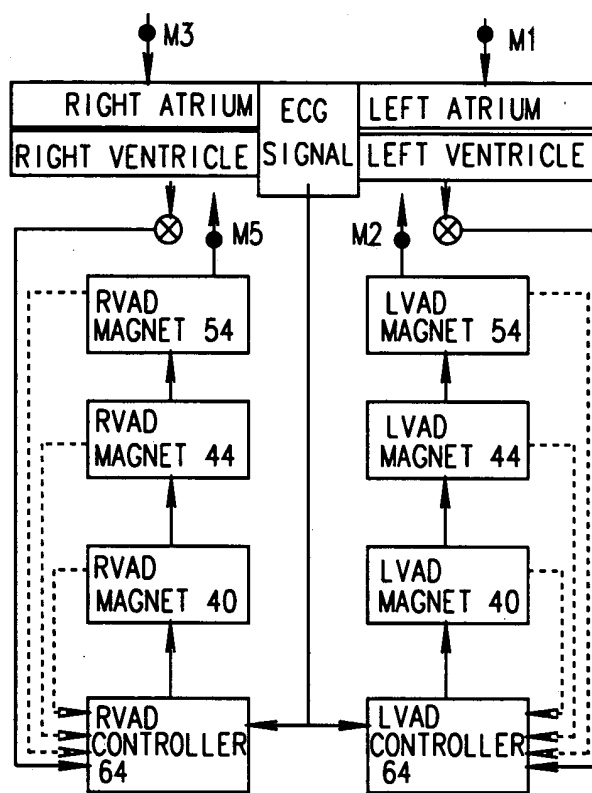 M3
M1
RIGHT ATRIUM
ECG
SIGNAL
LEFT ATRIUM
RIGHT VENTRICLE
LEFT VENTRICLE
M5
M2
RVAD
MAGNET 54
LVAD
MAGNET 54
RVAD
MAGNET 44
LVAD
MAGNET 44
RVAD
MAGNET 40
LVAD
MAGNET 40
RVAD
CONTROLLER
64
LVAD
CONTROLLER
64